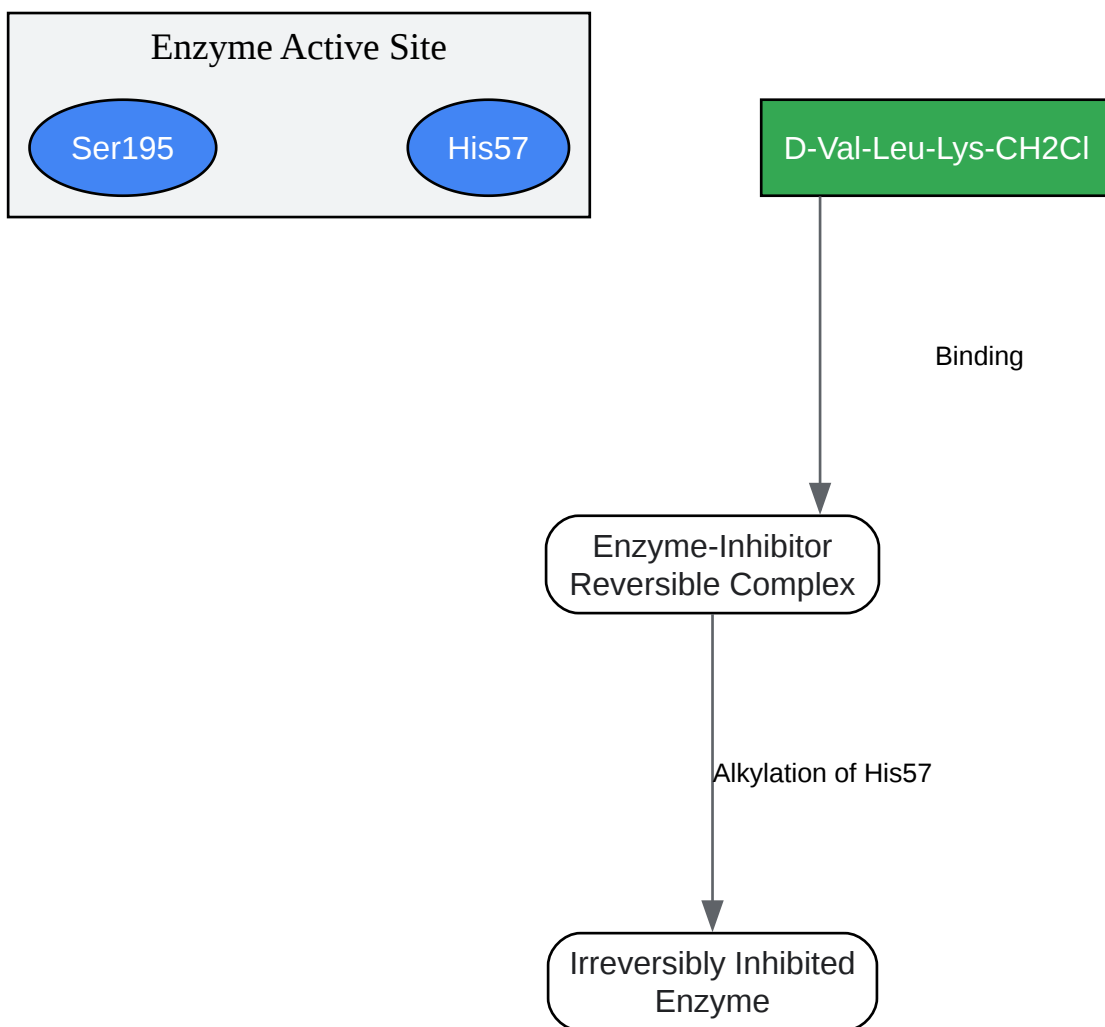 Enzyme Active Site
Ser195
His57
D-Val-Leu-Lys-CH2Cl
Binding
Enzyme-Inhibitor
Reversible Complex
Alkylation of His57
Irreversibly Inhibited
Enzyme